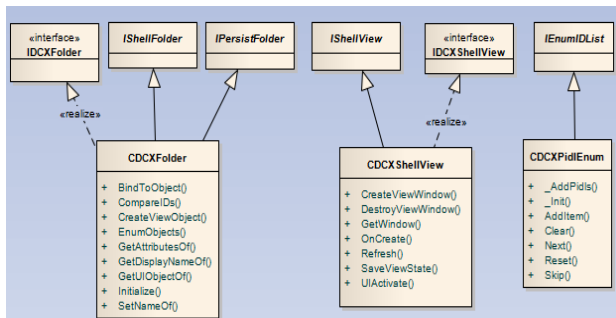 «interface»
IDCXFolder
IShellFolder
IPersistFolder
IShellView
«interface»
IDCXShellView
IEnumIDList
«realize»
«realize»
CDCXFolder
+ BindToObject()
+ CompareIDs()
+ CreateViewObject()
+ EnumObjects()
+ GetAttributesOf()
+ GetDisplayNameOf()
+ GetUIObjectOf()
+ Initialize()
+ SetNameOf()
CDCXShellView
+ CreateViewWindow()
+ DestroyViewWindow()
+ GetWindow()
+ OnCreate()
+ Refresh()
+ SaveViewState()
+ UIActivate()
CDCXPidlEnum
+ _AddPidls()
+ _Init()
+ AddItem()
+ Clear()
+ Next()
+ Reset()
+ Skip()